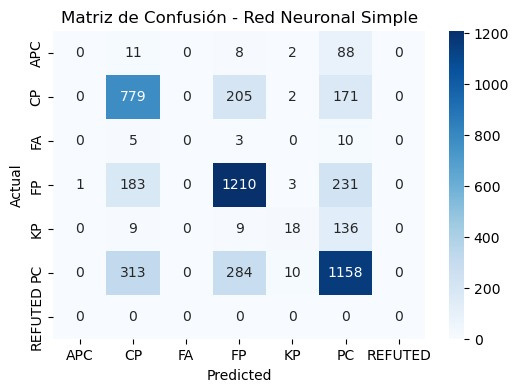 Matriz de Confusión - Red Neuronal Simple
APC 0 11 0 8 2 88 0
CP 0 779 0 205 2 171 0
FA 0 5 0 3 0 10 0
FP 1 183 0 1210 3 231 0
KP 0 9 0 9 18 136 0
PC 0 313 0 284 10 1158 0
REFUTED 0 0 0 0 0 0 0
APC CP FA FP KP PC REFUTED
Predicted
Actual
1200
1000
800
600
400
200
0